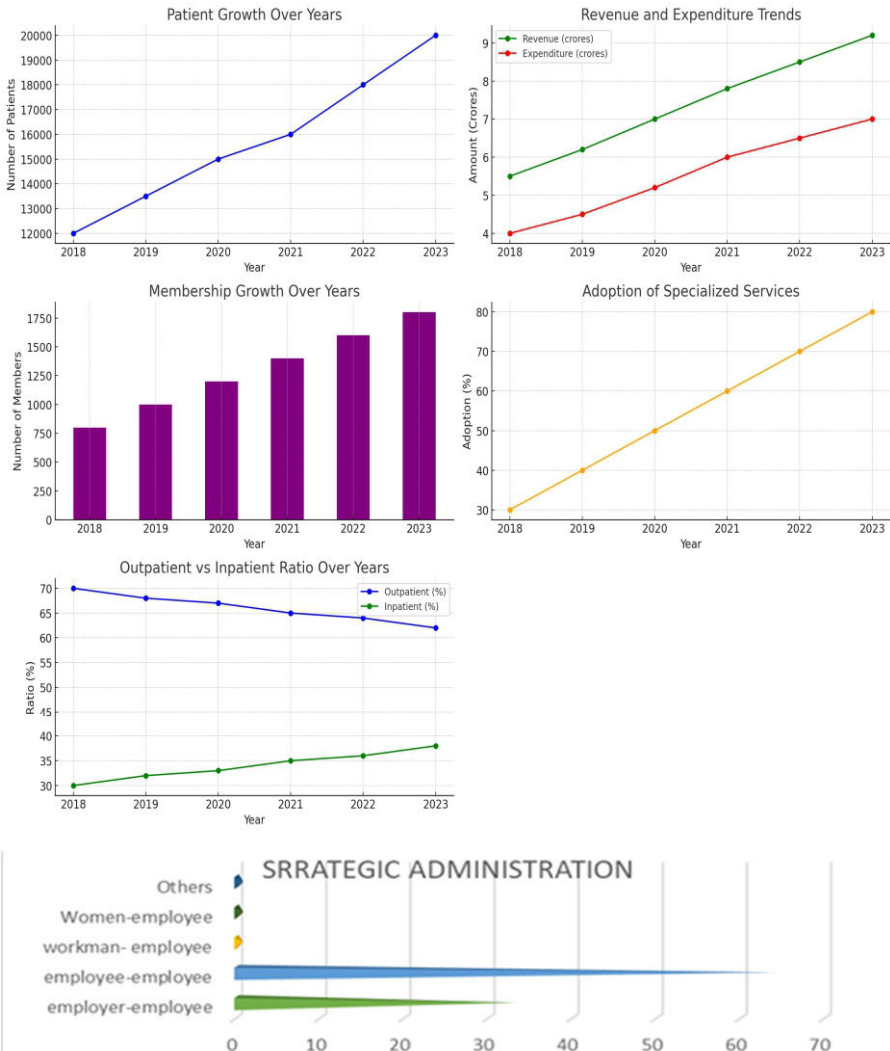 Patient Growth Over Years
20000
19000
18000
17000
16000
15000
14000
13000
12000
Number of Patients
2018 2019 2020 2021 2022 2023
Year
Revenue and Expenditure Trends
Revenue (crores)
Expenditure (crores)
9
8
7
6
5
4
Amount (Crores)
2018 2019 2020 2021 2022 2023
Year
Membership Growth Over Years
1750
1500
1250
1000
750
500
250
0
Number of Members
2018 2019 2020 2021 2022 2023
Year
Adoption of Specialized Services
80
70
60
50
40
30
Adoption (%)
2018 2019 2020 2021 2022 2023
Year
Outpatient vs Inpatient Ratio Over Years
Outpatient (%)
Inpatient (%)
70
65
60
55
50
45
40
35
30
Ratio (%)
2018 2019 2020 2021 2022 2023
Year
SRRATEGIC ADMINISTRATION
Others
Women-employee
workman- employee
employee-employee
employer-employee
0 10 20 30 40 50 60 70